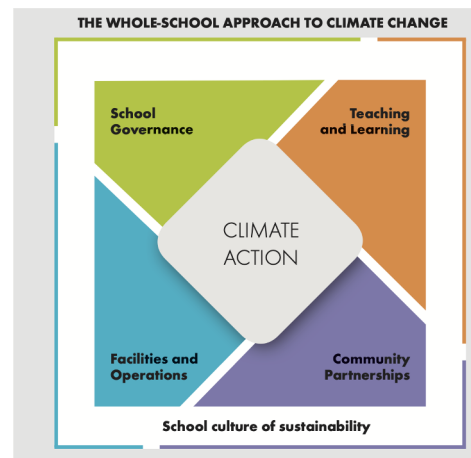 THE WHOLE-SCHOOL APPROACH TO CLIMATE CHANGE
School
Governance
Teaching
and Learning
CLIMATE
ACTION
Facilities and
Operations
Community
Partnerships
School culture of sustainability